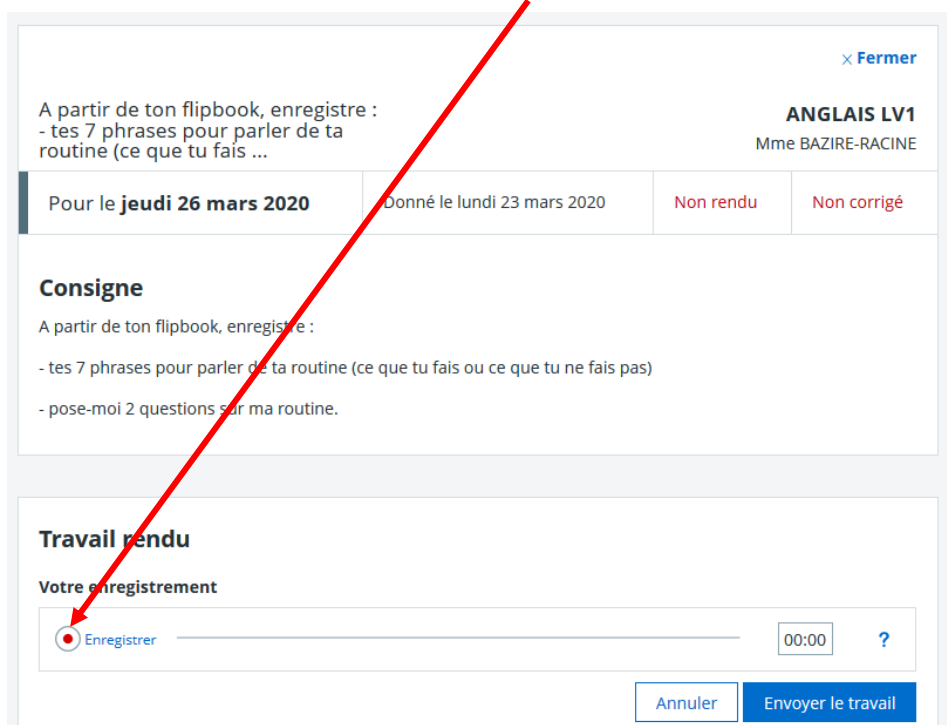 × Fermer
A partir de ton flipbook, enregistre :
- tes 7 phrases pour parler de ta
routine (ce que tu fais ...
ANGLAIS LV1
Mme BAZIRE-RACINE
Pour le jeudi 26 mars 2020
Donné le lundi 23 mars 2020
Non rendu
Non corrigé
Consigne
A partir de ton flipbook, enregistre :
- tes 7 phrases pour parler de ta routine (ce que tu fais ou ce que tu ne fais pas)
- pose-moi 2 questions sur ma routine.
Travail rendu
Votre enregistrement
Enregistrer
00:00
?
Annuler
Envoyer le travail